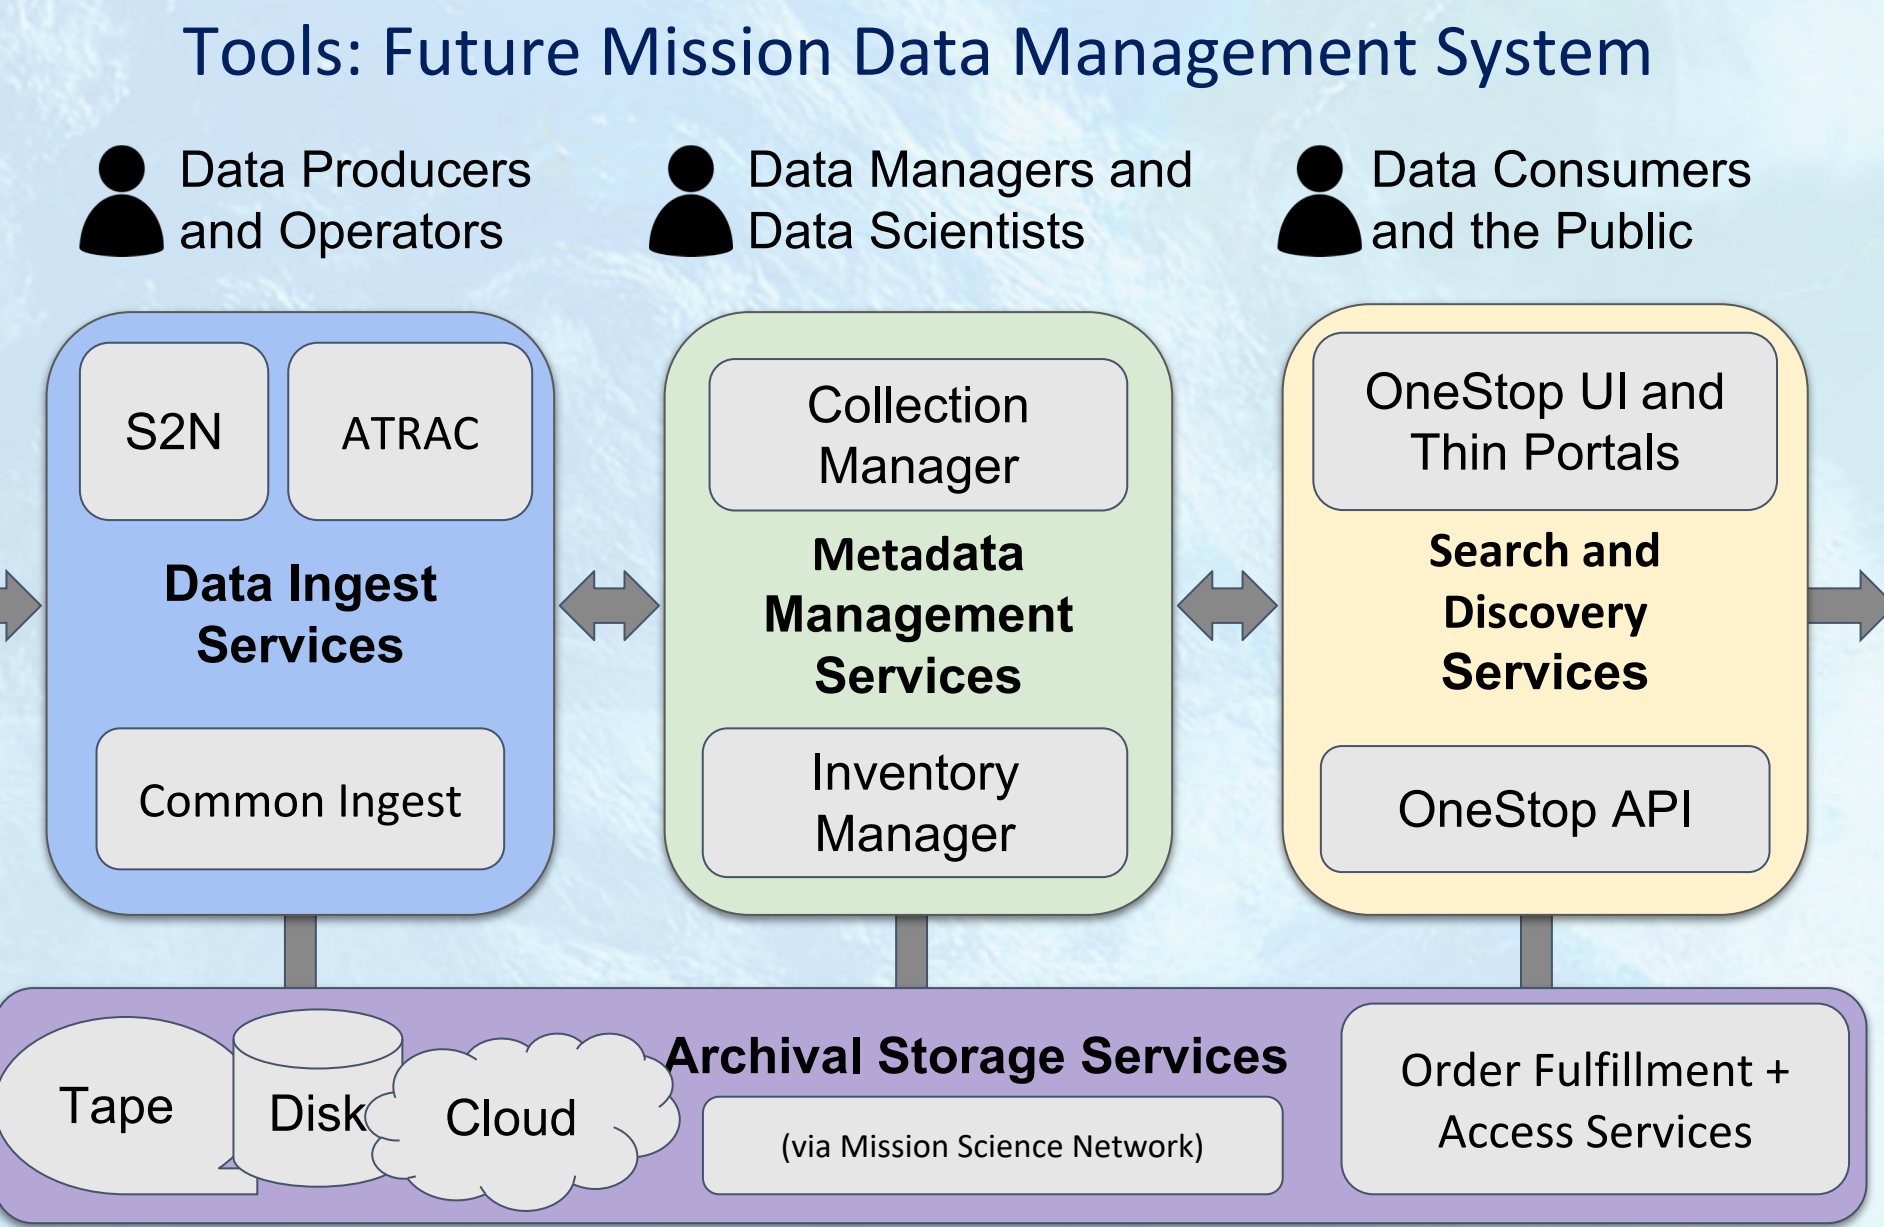 Tools: Future Mission Data Management System
Data Producers
and Operators
Data Managers and
Data Scientists
Data Consumers
and the Public
S2N
ATRAC
Data Ingest
Services
Common Ingest
Collection
Manager
Metadata
Management
Services
Inventory
Manager
OneStop UI and
Thin Portals
Search and
Discovery
Services
OneStop API
Tape
Disk
Cloud
Archival Storage Services
(via Mission Science Network)
Order Fulfillment +
Access Services